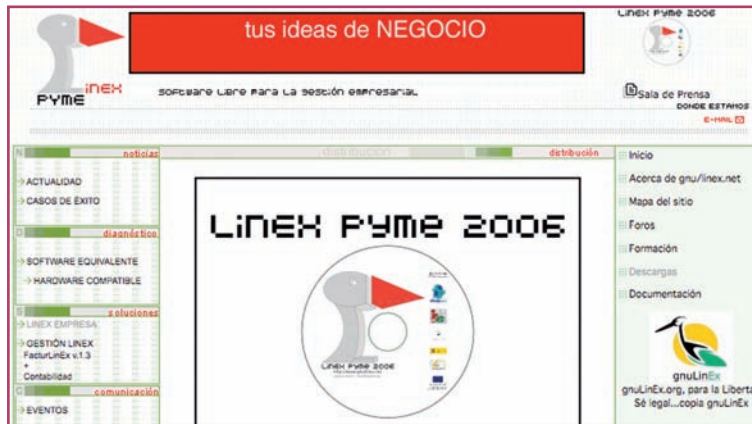 tus ideas de NEGOCIO
LINEX PYME 2006
PYME LINEX
software libre para la gestión empresarial
Sala de Prensa
DONDE ESTAMOS
E-MAIL
N noticias
ACTUALIDAD
CASOS DE ÉXITO
D diagnóstico
SOFTWARE EQUIVALENTE
HARDWARE COMPATIBLE
S soluciones
LINEX EMPRESA
GESTIÓN LINEX
FacturLinEx v.1.3
+
Contabilidad
C comunicación
EVENTOS
distribución
distribución
LINEX PYME 2006
LINEX PYME 2006
Inicio
Acerca de gnu/linex.net
Mapa del sitio
Foros
Formación
Descargas
Documentación
gnuLinEx
gnuLinEx.org, para la Liberta
Sé legal...copia gnuLinEx